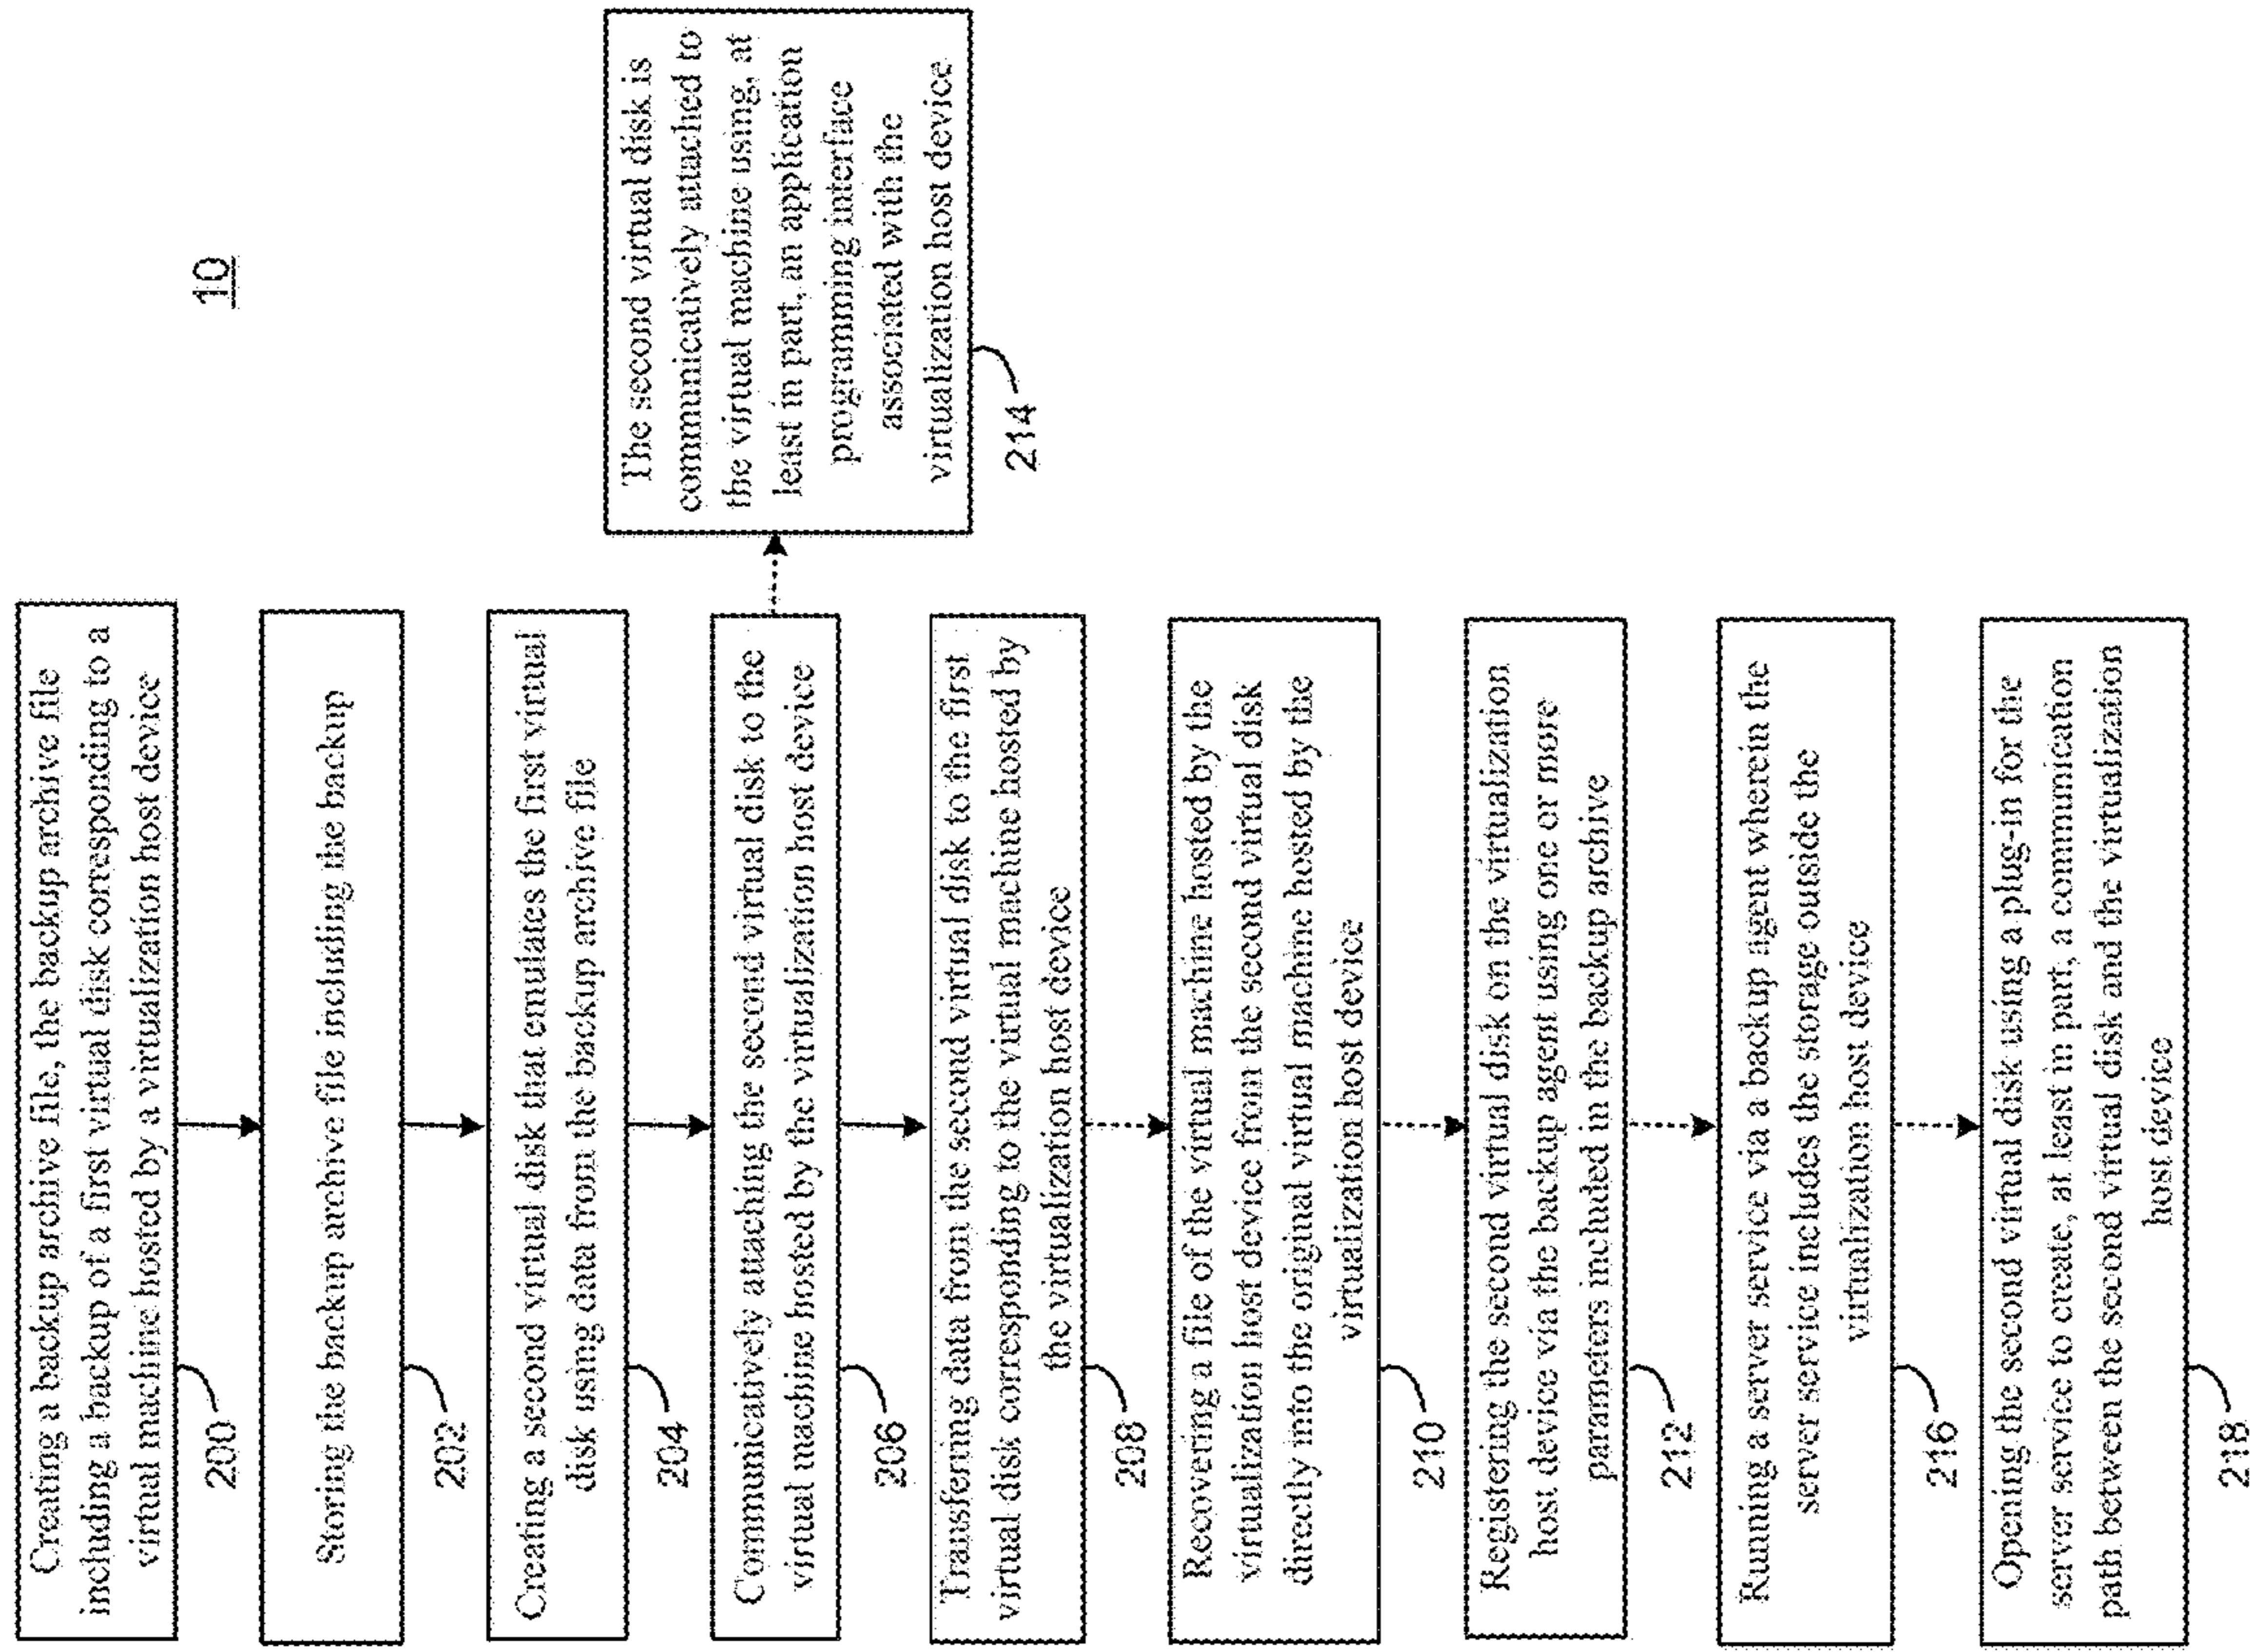 10
Creating a backup archive file, the backup archive file
including a backup of a first virtual disk corresponding to a
virtual machine hosted by a virtualization host device
200
Storing the backup archive file including the backup
202
Creating a second virtual disk that emulates the first virtual
disk using data from the backup archive file
204
Communicatively attaching the second virtual disk to the
virtual machine hosted by the virtualization host device
206
The second virtual disk is
communicatively attached to
the virtual machine using, at
least in part, an application
programming interface
associated with the
virtualization host device
214
Transferring data from the second virtual disk to the first
virtual disk corresponding to the virtual machine hosted by
the virtualization host device
208
Recovering a file of the virtual machine hosted by the
virtualization host device from the second virtual disk
directly into the original virtual machine hosted by the
virtualization host device
210
Registering the second virtual disk on the virtualization
host device via the backup agent using one or more
parameters included in the backup archive
212
Running a server service via a backup agent wherein the
server service includes the storage outside the
virtualization host device
216
Opening the second virtual disk using a plug-in for the
server service to create, at least in part, a communication
path between the second virtual disk and the virtualization
host device
218